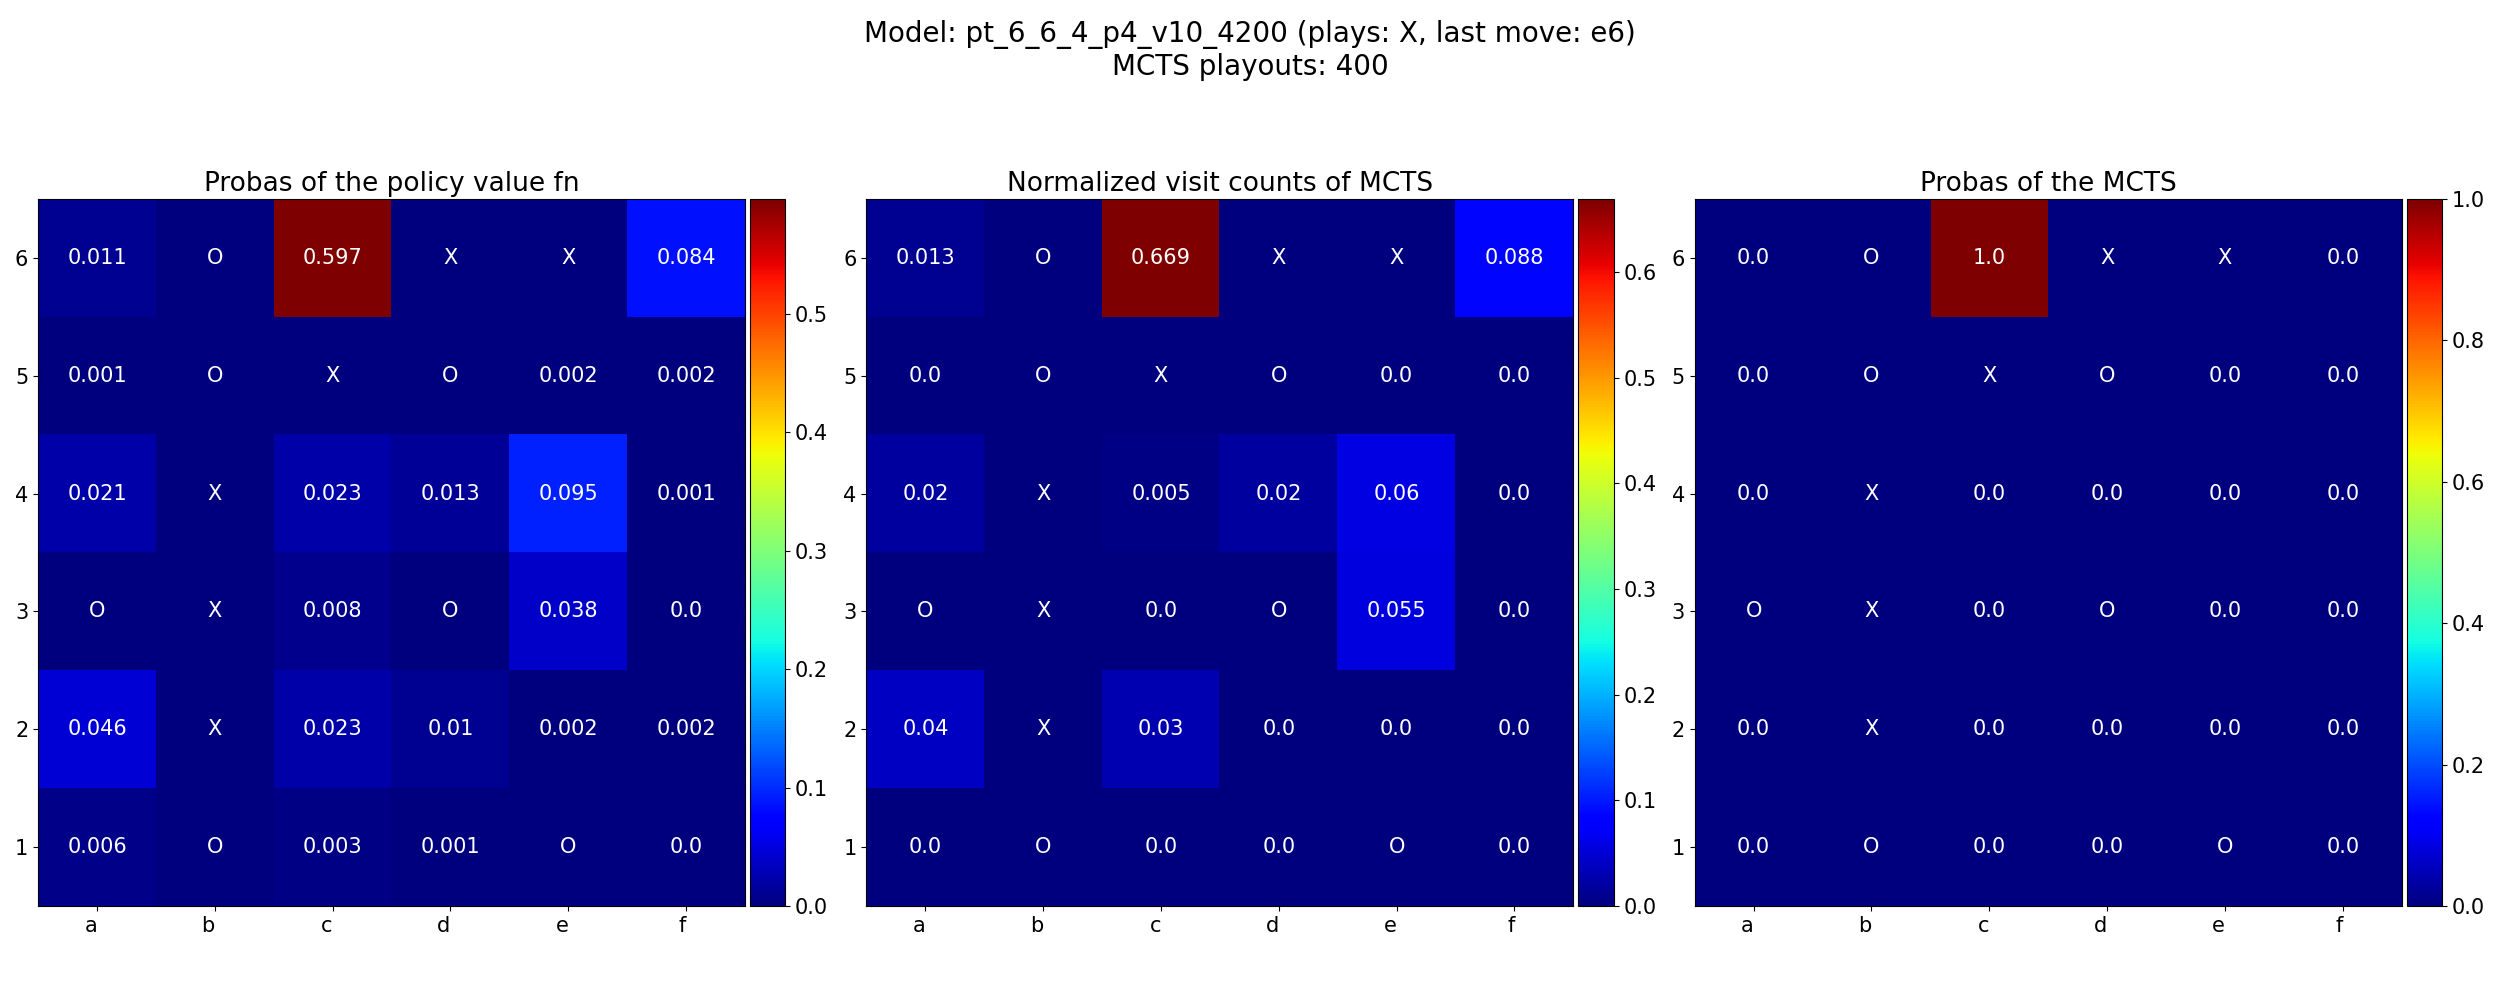 Model: pt_6_6_4_p4_v10_4200 (plays: X, last move: e6)
MCTS playouts: 400
Probas of the policy value fn
6 0.011 O 0.597 X X 0.084
5 0.001 O X O 0.002 0.002
4 0.021 X 0.023 0.013 0.095 0.001
3 O X 0.008 O 0.038 0.0
2 0.046 X 0.023 0.01 0.002 0.002
1 0.006 O 0.003 0.001 O 0.0
a b c d e f
0.5
0.4
0.3
0.2
0.1
0.0
Normalized visit counts of MCTS
6 0.013 O 0.669 X X 0.088
5 0.0 O X O 0.0 0.0
4 0.02 X 0.005 0.02 0.06 0.0
3 O X 0.0 O 0.055 0.0
2 0.04 X 0.03 0.0 0.0 0.0
1 0.0 O 0.0 0.0 O 0.0
a b c d e f
0.6
0.5
0.4
0.3
0.2
0.1
0.0
Probas of the MCTS
6 0.0 O 1.0 X X 0.0
5 0.0 O X O 0.0 0.0
4 0.0 X 0.0 0.0 0.0 0.0
3 O X 0.0 O 0.0 0.0
2 0.0 X 0.0 0.0 0.0 0.0
1 0.0 O 0.0 0.0 O 0.0
a b c d e f
1.0
0.8
0.6
0.4
0.2
0.0